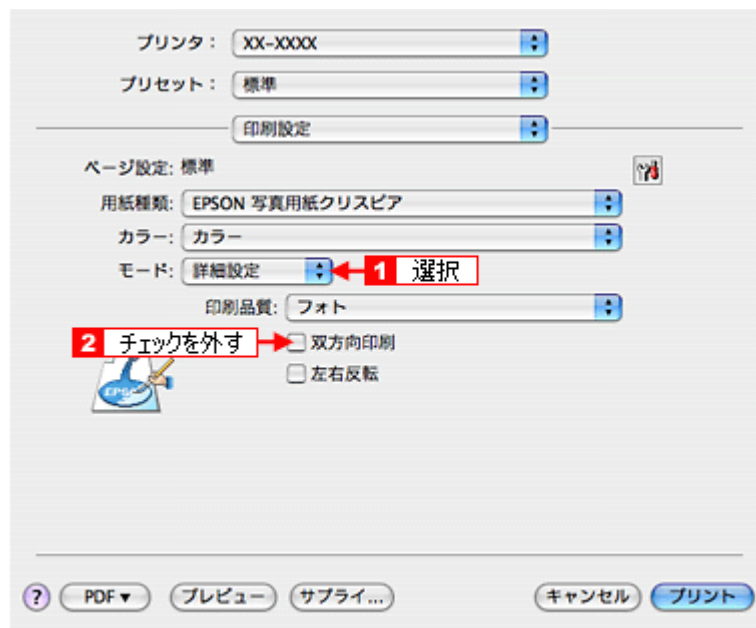 プリンタ： XX-XXXX
プリセット： 標準
印刷設定
ページ設定: 標準
用紙種類: EPSON 写真用紙クリスピア
カラー: カラー
モード: 詳細設定 1 選択
印刷品質: フォト
2 チェックを外す 双方向印刷
EPSO
左右反転
? PDF▼ プレビュー サプライ... キャンセル プリント